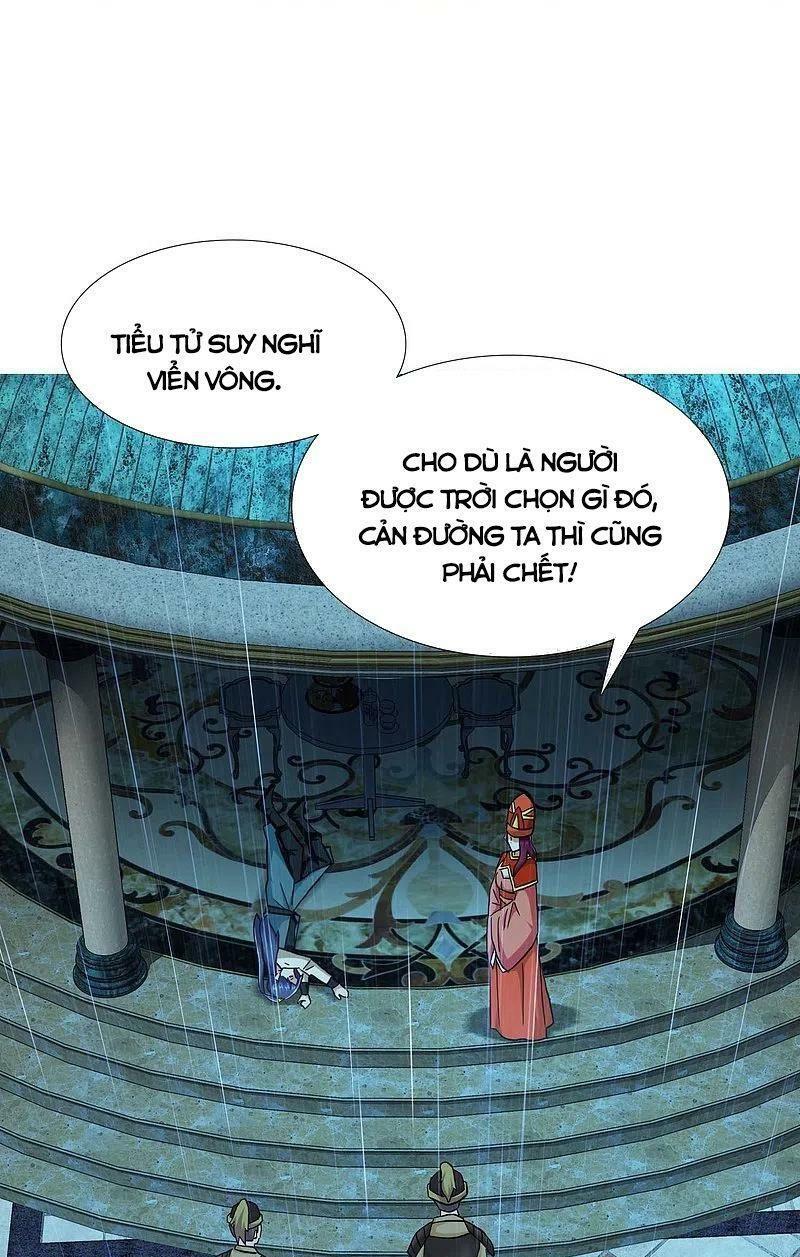 TIỂU TỬ SUY NGHĨ
VIỂN VÔNG.
CHO DÙ LÀ NGƯỜI
ĐƯỢC TRỜI CHỌN GÌ ĐÓ,
CẢN ĐƯỜNG TA THÌ CŨNG
PHẢI CHẾT!